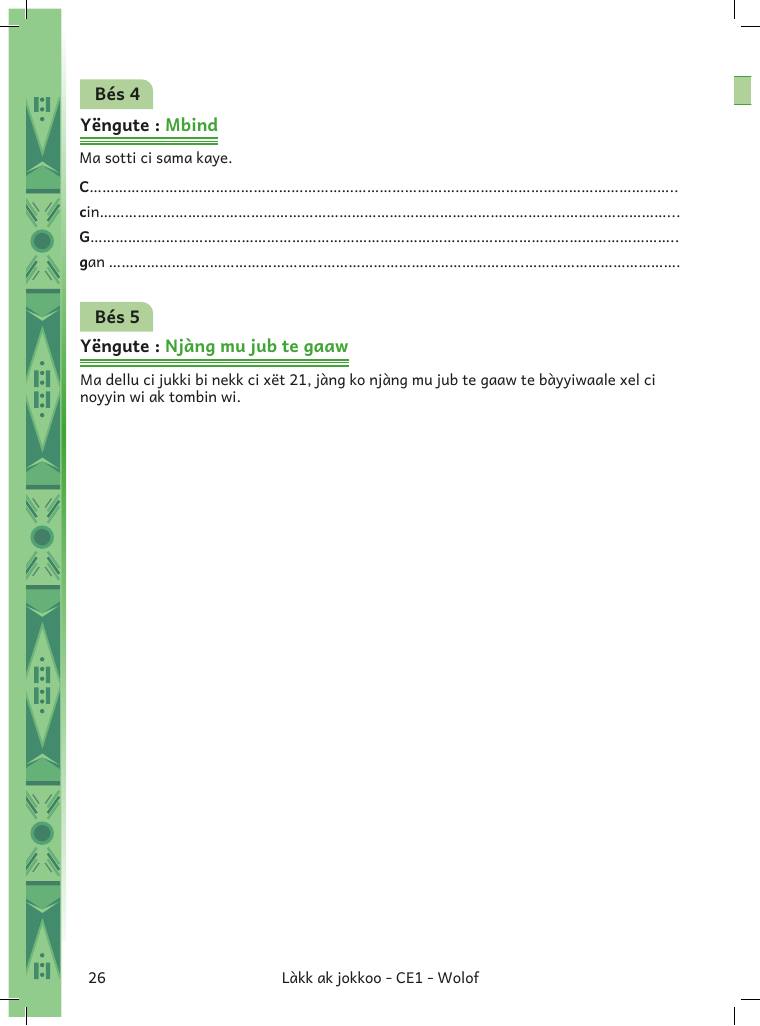 Bés 4
Yëngute : Mbind
Ma sotti ci sama kaye.
C........................................................................................................................................
cin......................................................................................................................................
G........................................................................................................................................
gan .....................................................................................................................................
Bés 5
Yëngute : Njàng mu jub te gaaw
Ma dellu ci jukki bi nekk ci xët 21, jàng ko njàng mu jub te gaaw te bàyyiwaale xel ci
noyyin wi ak tombin wi.
26
Làkk ak jokkoo - CE1 - Wolof